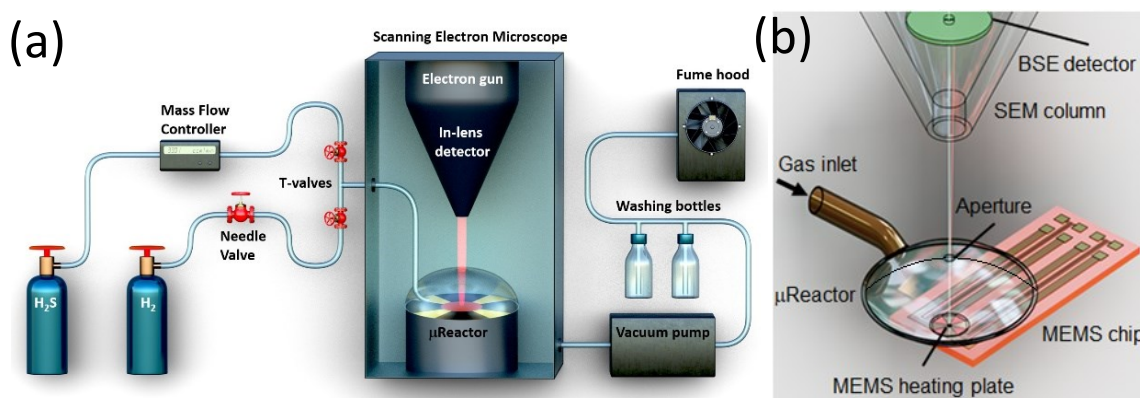 (a)
Scanning Electron Microscope
Electron gun
In-lens
detector
Mass Flow
Controller
T-valves
Needle
Valve
H₂S
H₂
μReactor
Fume hood
Washing bottles
Vacuum pump
(b)
BSE detector
SEM column
Gas inlet
Aperture
μReactor
MEMS chip
MEMS heating plate